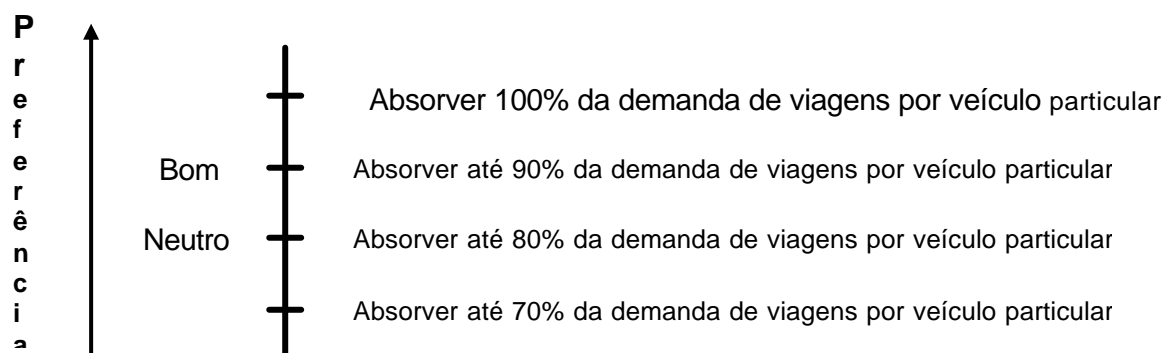 Preferência
Absorver 100% da demanda de viagens por veículo particular
Bom Absorver até 90% da demanda de viagens por veículo particular
Neutro Absorver até 80% da demanda de viagens por veículo particular
Absorver até 70% da demanda de viagens por veículo particular